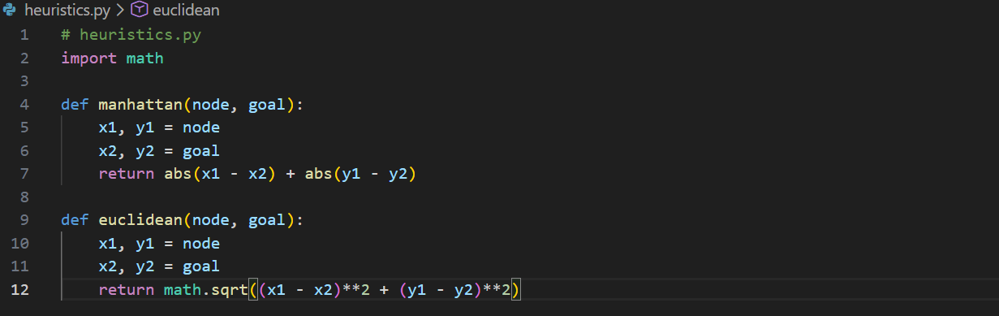 heuristics.py > euclidean
1 # heuristics.py
2 import math
3
4 def manhattan(node, goal):
5     x1, y1 = node
6     x2, y2 = goal
7     return abs(x1 - x2) + abs(y1 - y2)
8
9 def euclidean(node, goal):
10     x1, y1 = node
11     x2, y2 = goal
12     return math.sqrt((x1 - x2)**2 + (y1 - y2)**2)